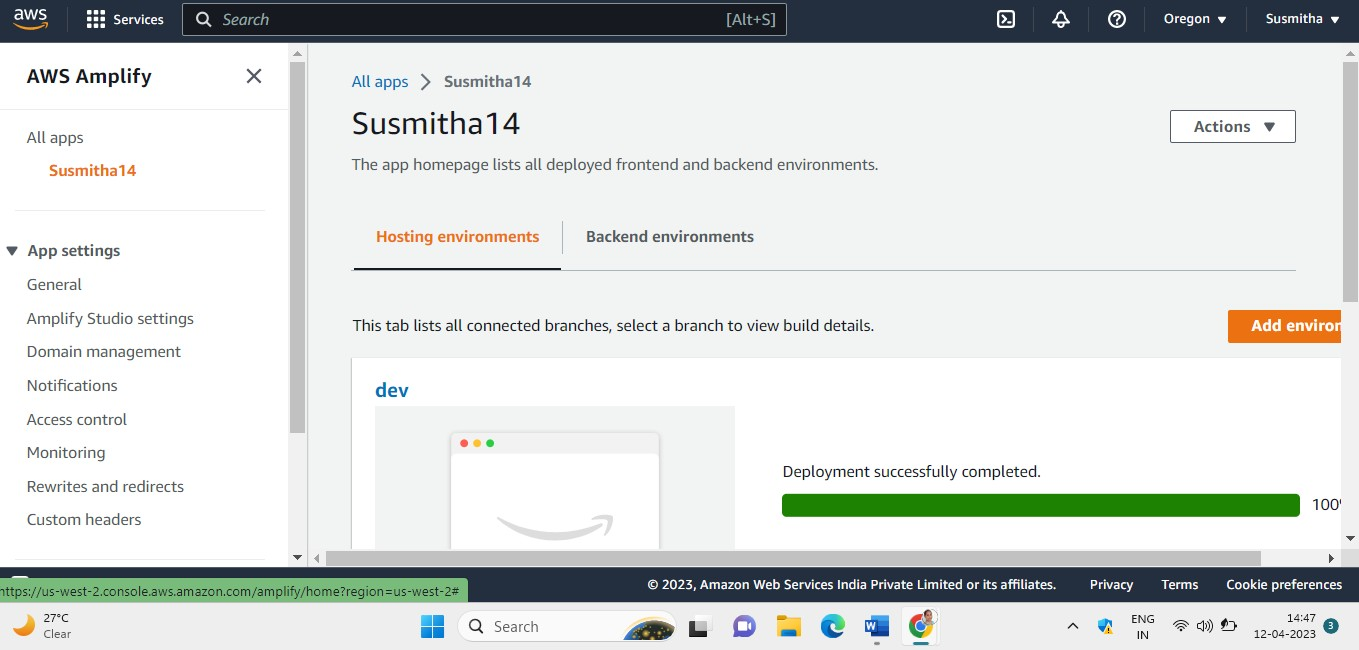 aws
Services
Search
[Alt+S]
Oregon ▼
Susmitha ▼
AWS Amplify
All apps
Susmitha14
App settings
General
Amplify Studio settings
Domain management
Notifications
Access control
Monitoring
Rewrites and redirects
Custom headers
All apps > Susmitha14
Susmitha14
Actions ▼
The app homepage lists all deployed frontend and backend environments.
Hosting environments
Backend environments
This tab lists all connected branches, select a branch to view build details.
Add environ
dev
Deployment successfully completed.
100%
© 2023, Amazon Web Services India Private Limited or its affiliates.
Privacy
Terms
Cookie preferences
https://us-west-2.console.aws.amazon.com/amplify/home?region=us-west-2#
27°C
Clear
Search
ENG
IN
14:47
12-04-2023
3